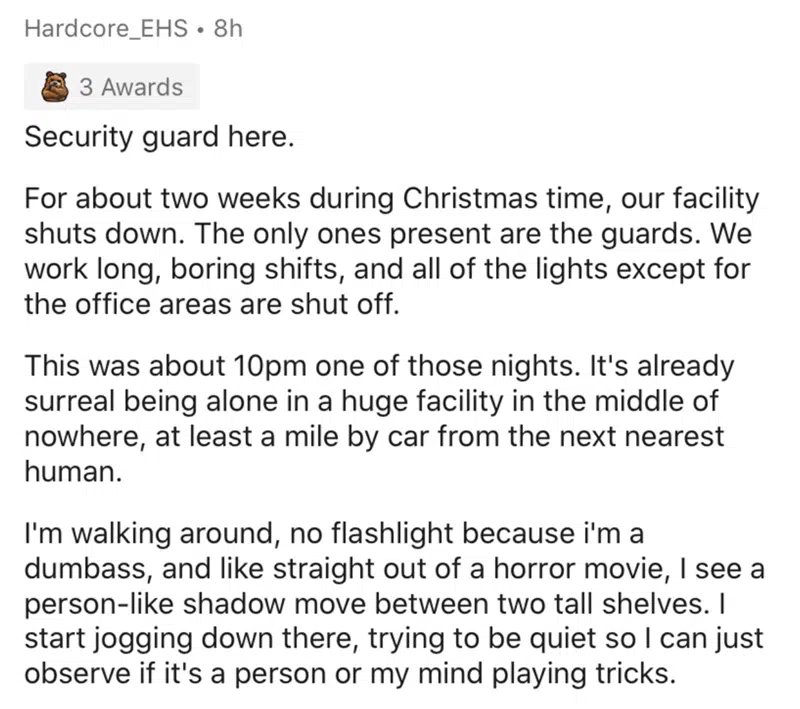 Hardcore_EHS • 8h
3 Awards
Security guard here.
For about two weeks during Christmas time, our facility
shuts down. The only ones present are the guards. We
work long, boring shifts, and all of the lights except for
the office areas are shut off.
This was about 10pm one of those nights. It's already
surreal being alone in a huge facility in the middle of
nowhere, at least a mile by car from the next nearest
human.
I'm walking around, no flashlight because i'm a
dumbass, and like straight out of a horror movie, I see a
person-like shadow move between two tall shelves. I
start jogging down there, trying to be quiet so I can just
observe if it's a person or my mind playing tricks.